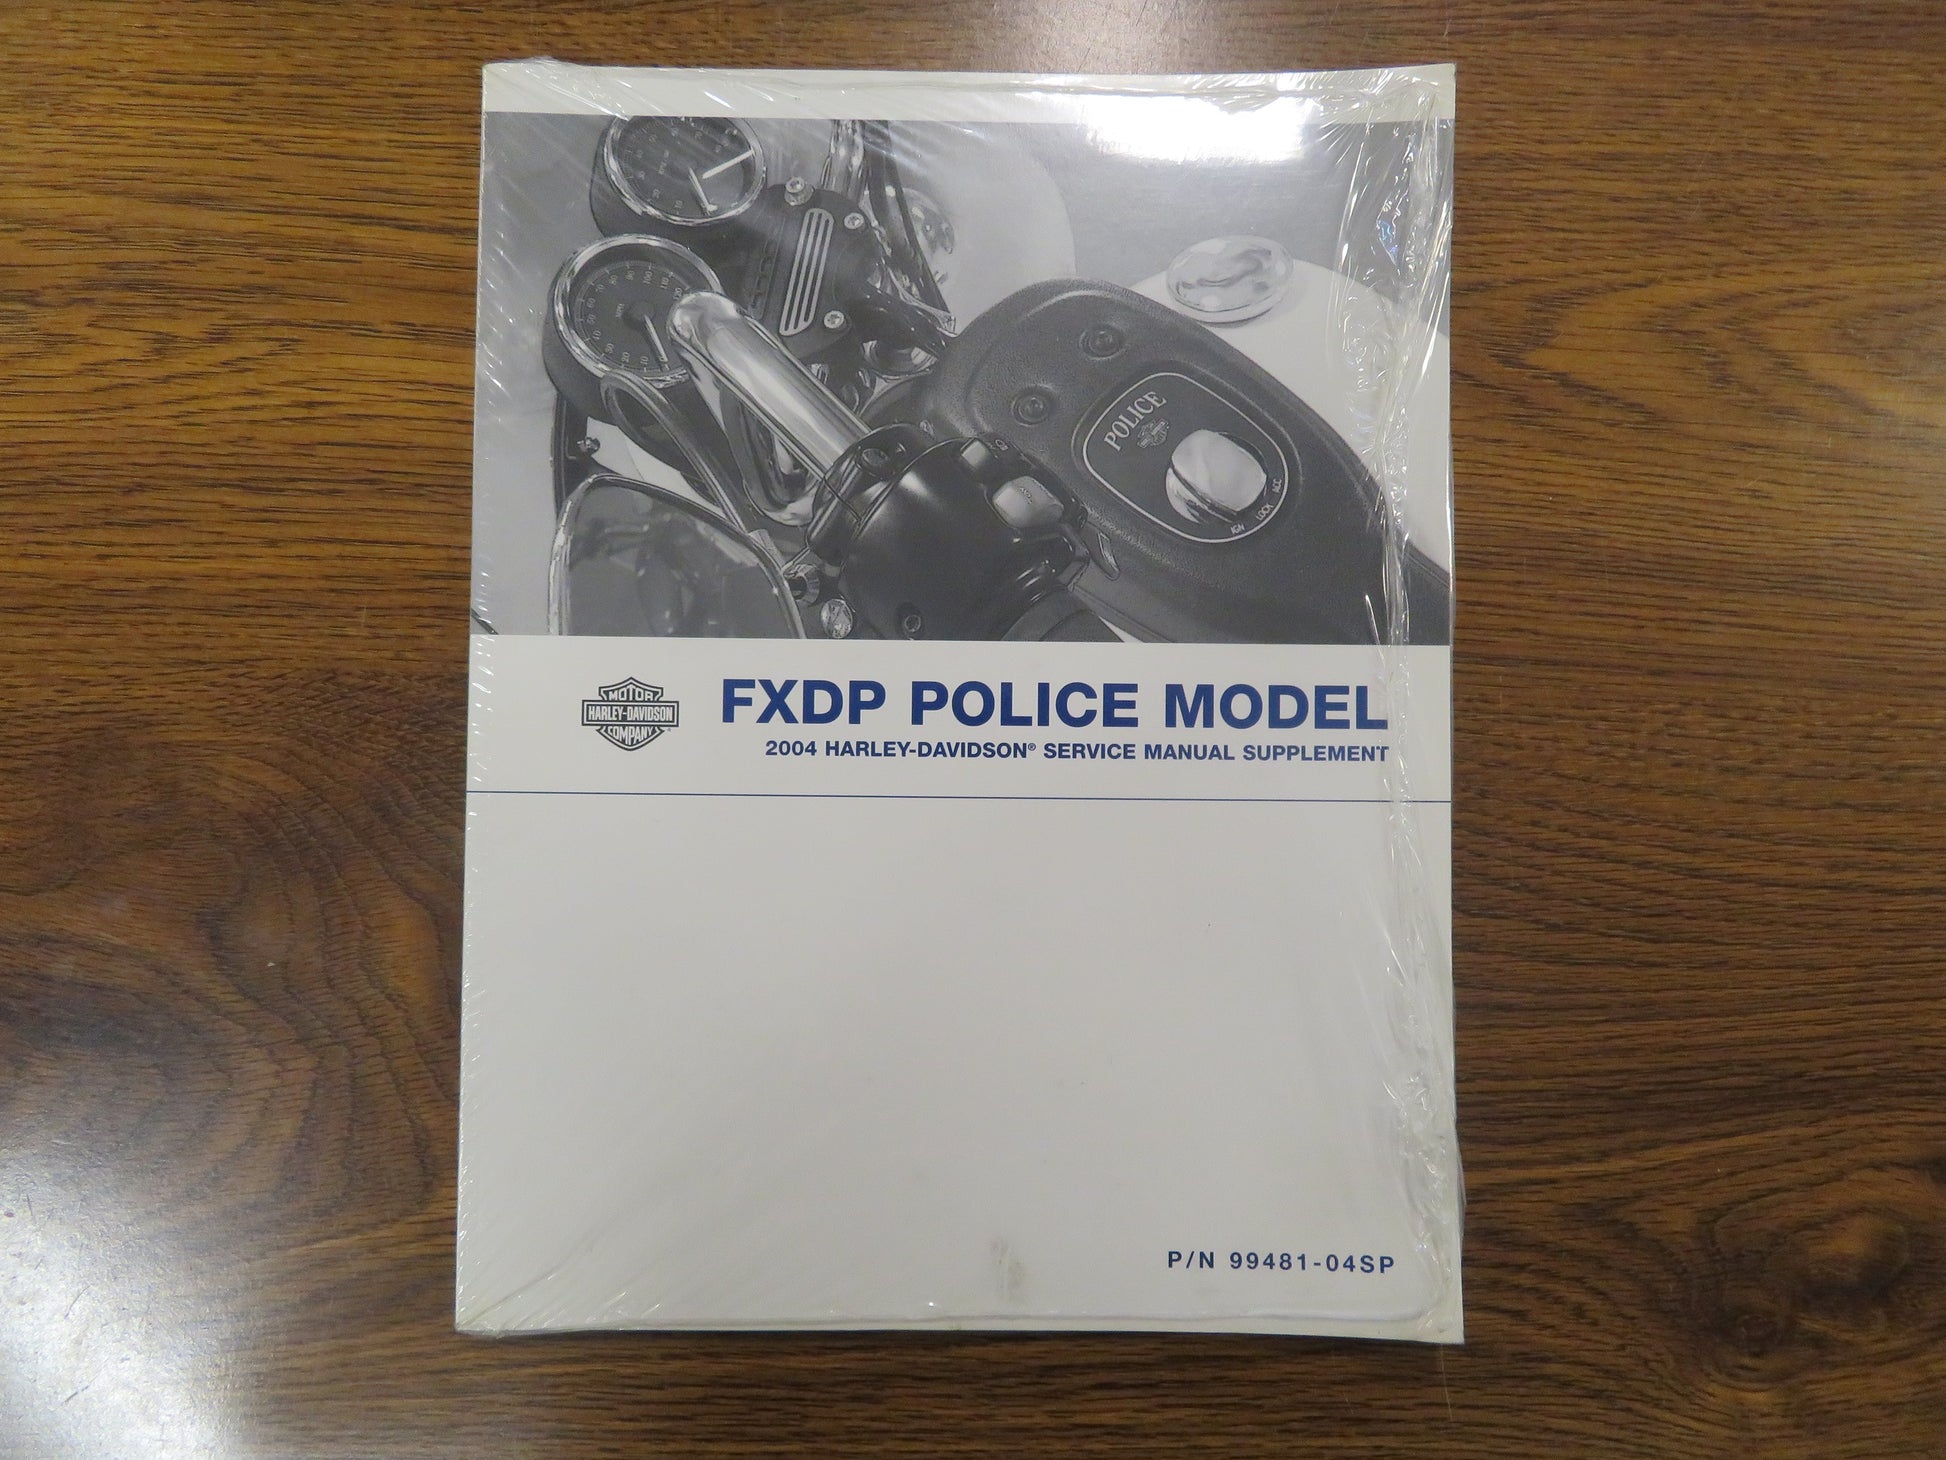 POLICE
IGN LOCK ACC
MPH
MOTOR
HARLEY-DAVIDSON
COMPANY
FXDP POLICE MODEL
2004 HARLEY-DAVIDSON® SERVICE MANUAL SUPPLEMENT
P/N 99481-04SP